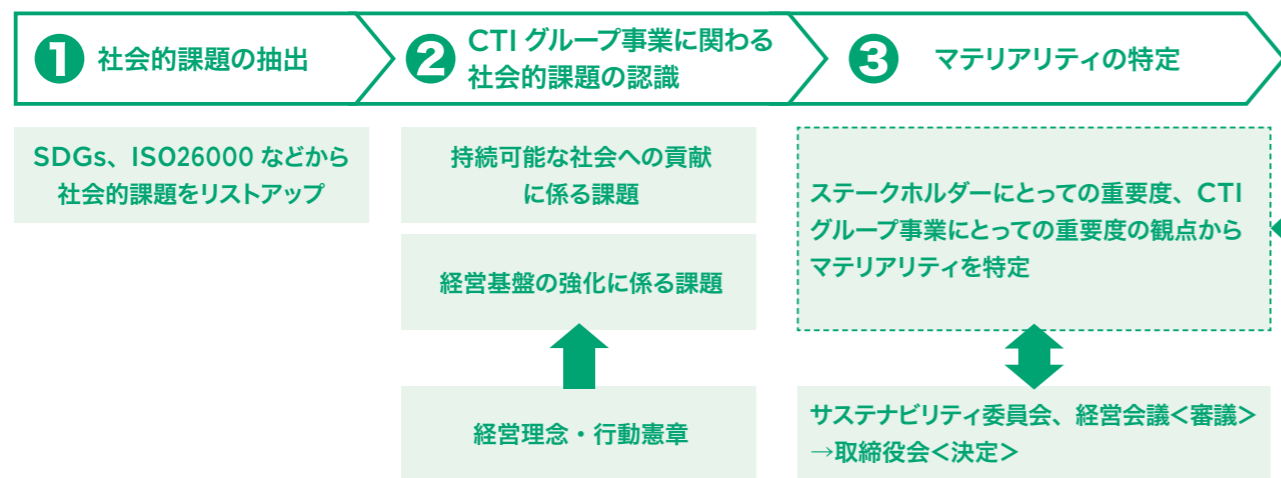 ❶ 社会的課題の抽出
❷ CTI グループ事業に関わる
社会的課題の認識
❸ マテリアリティの特定
SDGs、ISO26000 などから
社会的課題をリストアップ
持続可能な社会への貢献
に係る課題
経営基盤の強化に係る課題
経営理念・行動憲章
ステークホルダーにとっての重要度、CTI
グループ事業にとっての重要度の観点から
マテリアリティを特定
サステナビリティ委員会、経営会議<審議>
→取締役会<決定>